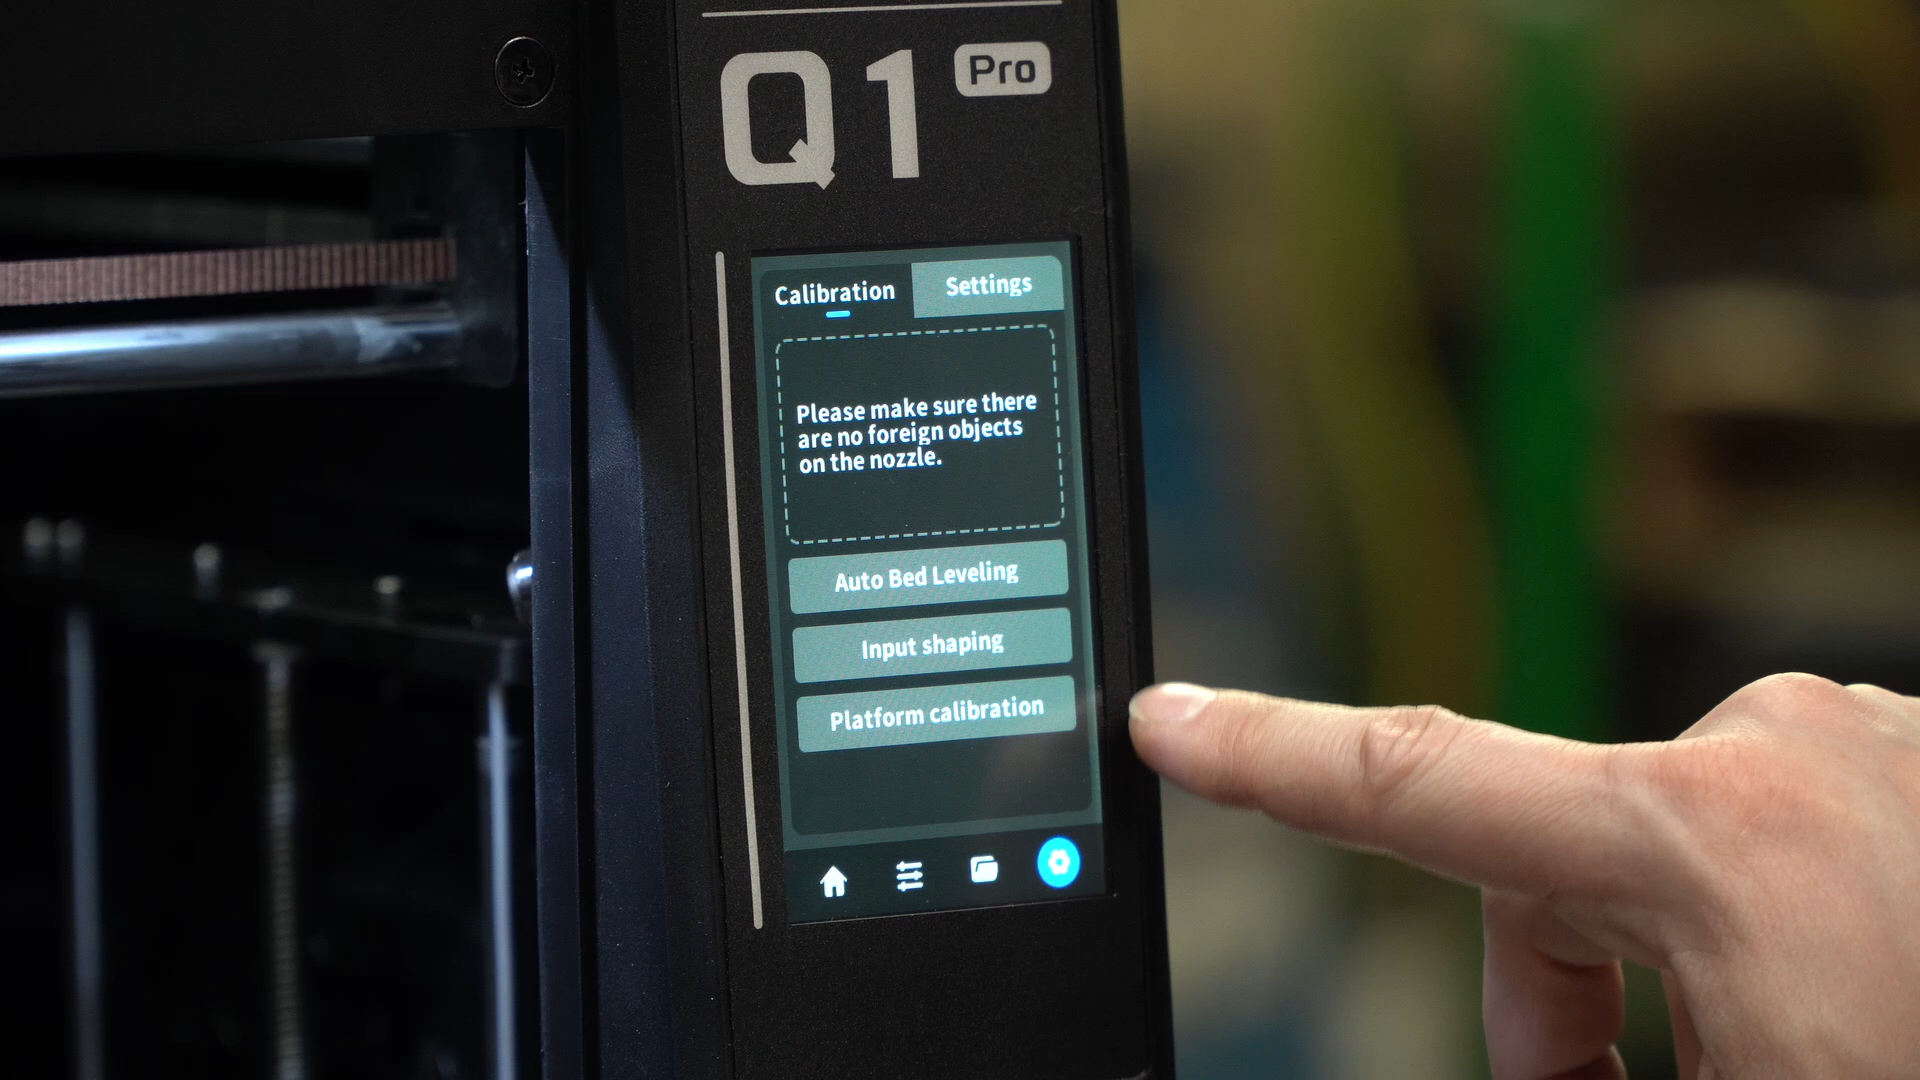 Q1 Pro
Calibration
Settings
Please make sure there
are no foreign objects
on the nozzle.
Auto Bed Leveling
Input shaping
Platform calibration